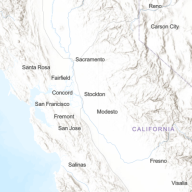 Reno
Carson City
Sacramento
Santa Rosa
Fairfield
Concord
Stockton
San Francisco
Modesto
Fremont
San Jose
CALIFORNIA
Salinas
Fresno
Visalia